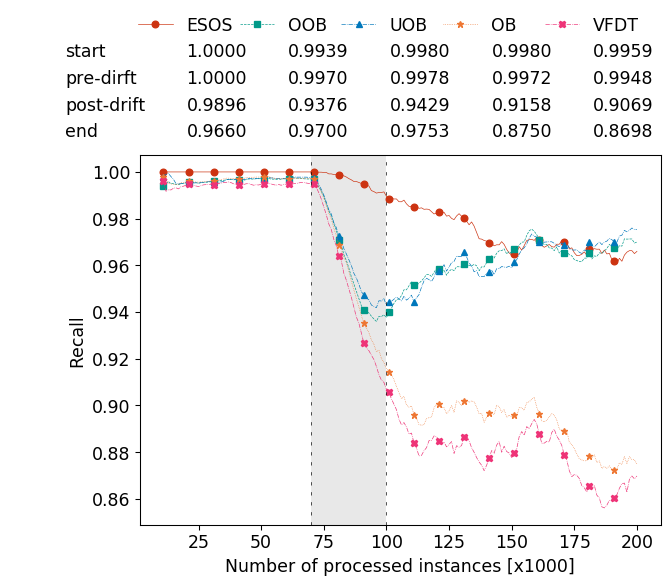 ESOS OOB UOB OB VFDT
start 1.0000 0.9939 0.9980 0.9980 0.9959
pre-dirft 1.0000 0.9970 0.9978 0.9972 0.9948
post-drift 0.9896 0.9376 0.9429 0.9158 0.9069
end 0.9660 0.9700 0.9753 0.8750 0.8698
1.00
0.98
0.96
0.94
0.92
0.90
0.88
0.86
Recall
25 50 75 100 125 150 175 200
Number of processed instances [x1000]